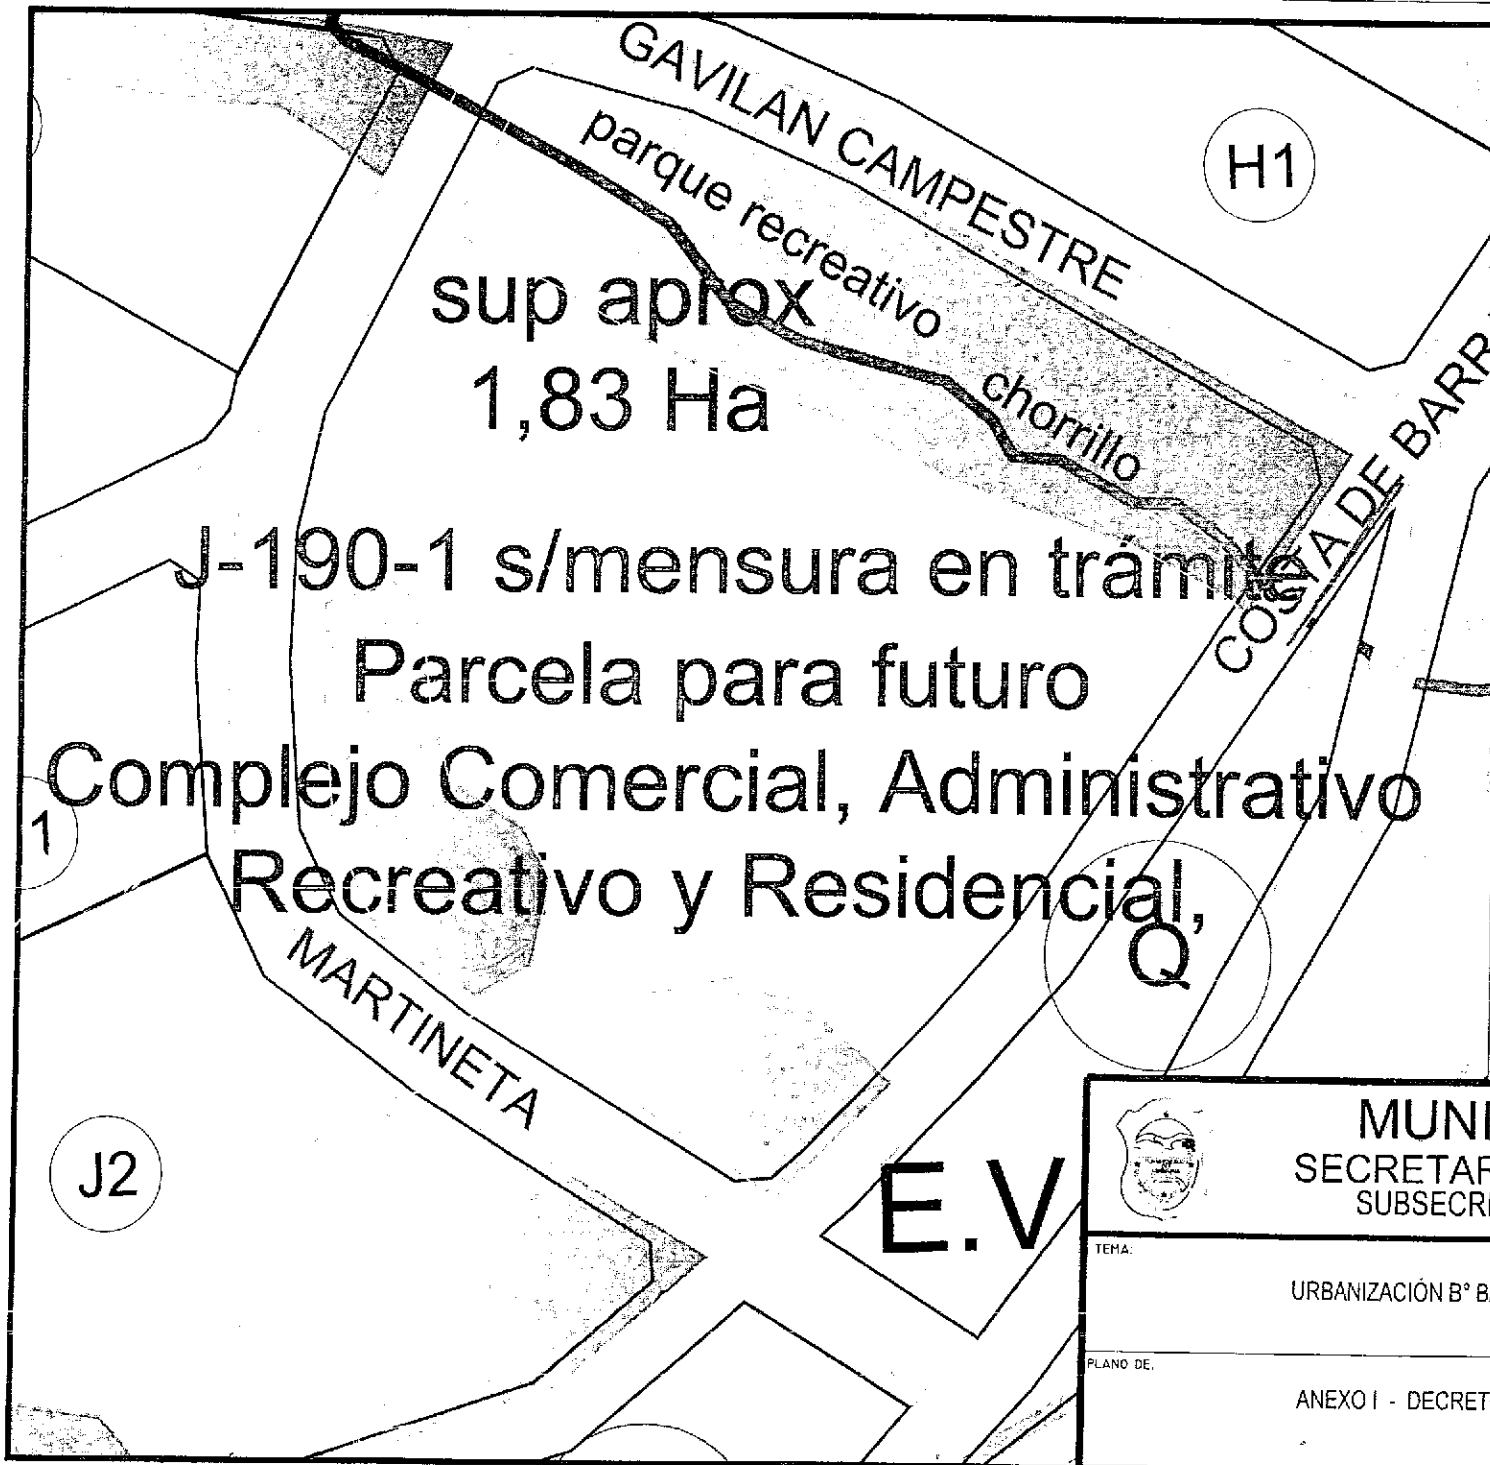 GAVILAN CAMPESTRE
H1
parque recreativo
sup aprox
1,83 Ha
chorrillo
COSTA DE BARR
J-190-1 s/mensura en trámite
Parcela para futuro
Complejo Comercial, Administrativo
1
Recreativo y Residencial,
Q
MARTINETA
J2
E.V
MUNI
SECRETAR
SUBSECR
TEMA:
URBANIZACIÓN B° B
PLANO DE:
ANEXO I - DECRET